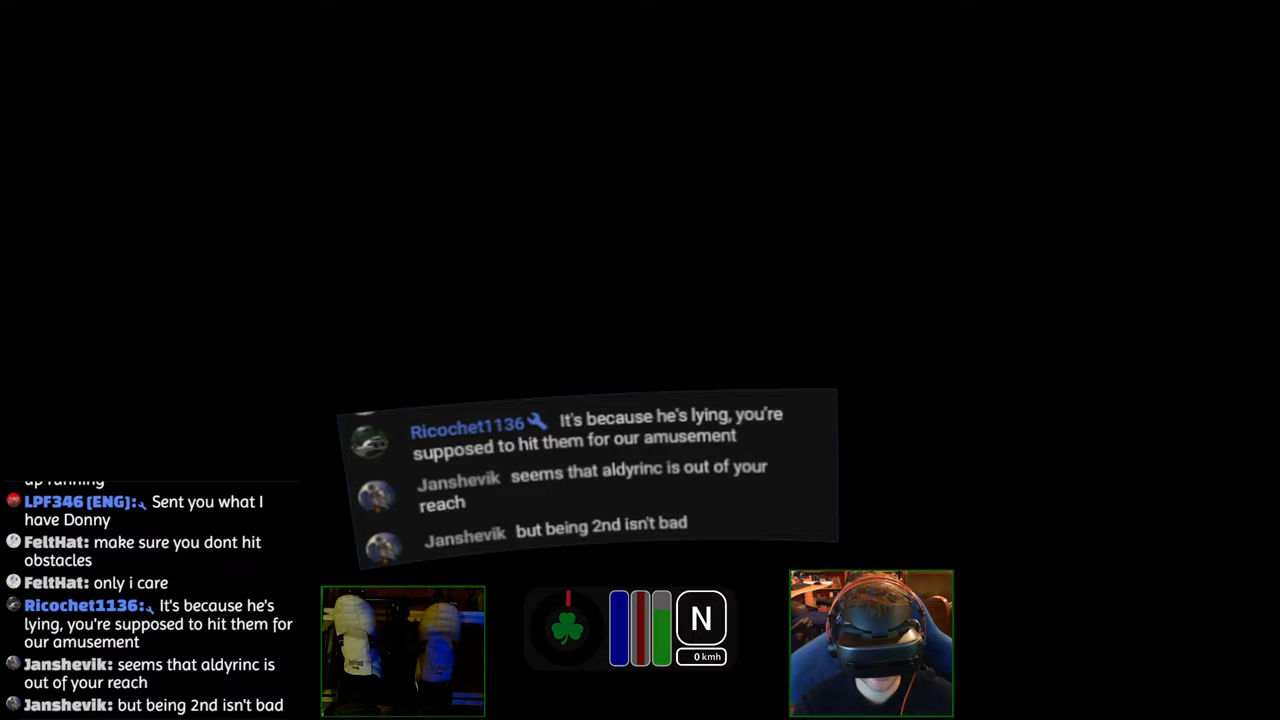 Ricochet1136 It's because he's lying, you're
supposed to hit them for our amusement
Janshevik seems that aldyrinc is out of your
reach
Janshevik but being 2nd isn't bad
up running
LPF346 [ENG]: Sent you what I
have Donny
FeltHat: make sure you dont hit
obstacles
FeltHat: only i care
Ricochet1136: It's because he's
lying, you're supposed to hit them for
our amusement
Janshevik: seems that aldyrinc is
out of your reach
Janshevik: but being 2nd isn't bad
N
0 kmh